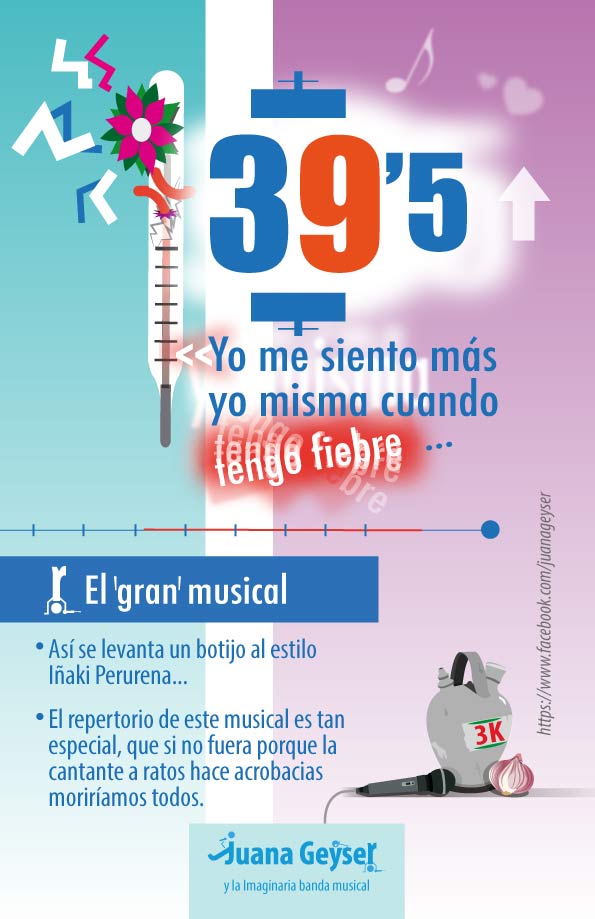 39'5
«Yo me siento más
yo misma cuando
tengo fiebre ...
https://www.facebook.com/juanageyser
El 'gran' musical
• Así se levanta un botijo al estilo
Iñaki Perurena...
• El repertorio de este musical es tan
especial, que si no fuera porque la
cantante a ratos hace acrobacias
moriríamos todos.
3K
Juana Geyser
y la Imaginaria banda musical